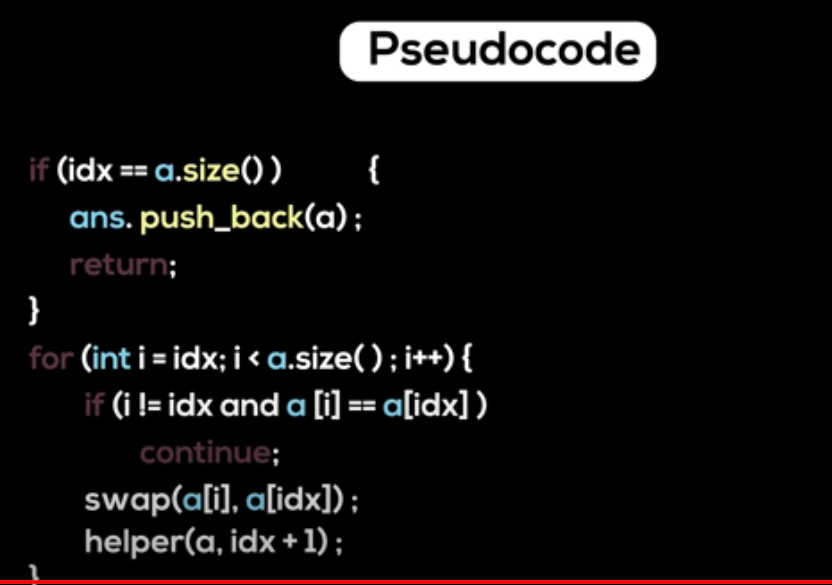 Pseudocode
if (idx == a.size() ) {
ans. push_back(a) ;
return;
}
for (int i = idx; i < a.size( ) ; i++) {
if (i != idx and a [i] == a[idx] )
continue;
swap(a[i], a[idx]) ;
helper(a, idx + 1) ;
}